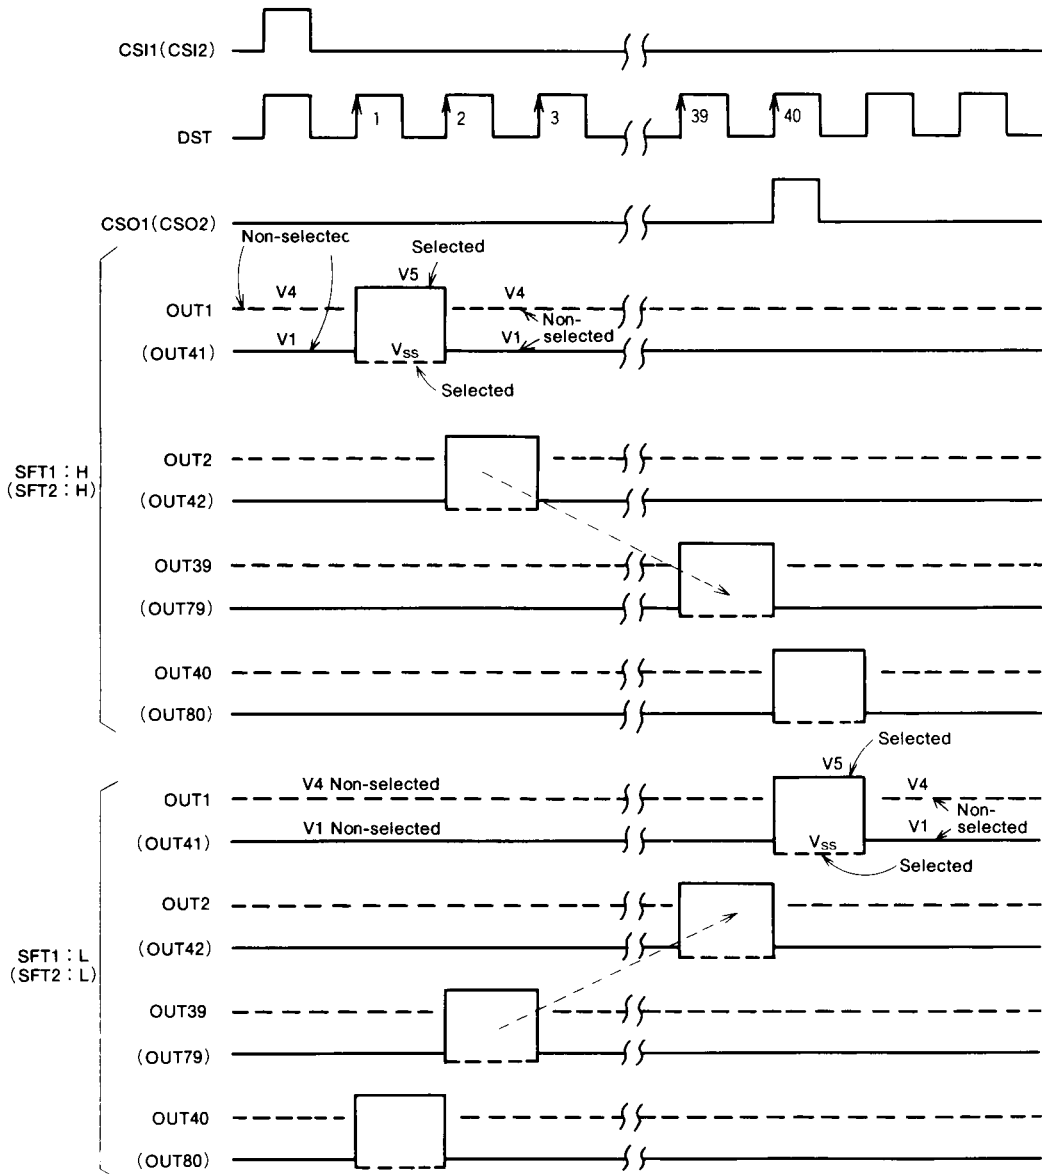 CSI1(CSI2)
DST
1
2
3
39
40
CSO1(CSO2)
Non-selected
Selected
V5
V4
V4
OUT1
Non-
selected
V1
V1
(OUT41)
VSS
Selected
OUT2
SFT1 : H
(SFT2 : H)
(OUT42)
OUT39
(OUT79)
OUT40
(OUT80)
Selected
V5
V4 Non-selected
V4
OUT1
Non-
selected
V1 Non-selected
V1
(OUT41)
VSS
Selected
OUT2
(OUT42)
SFT1 : L
(SFT2 : L)
OUT39
(OUT79)
OUT40
(OUT80)